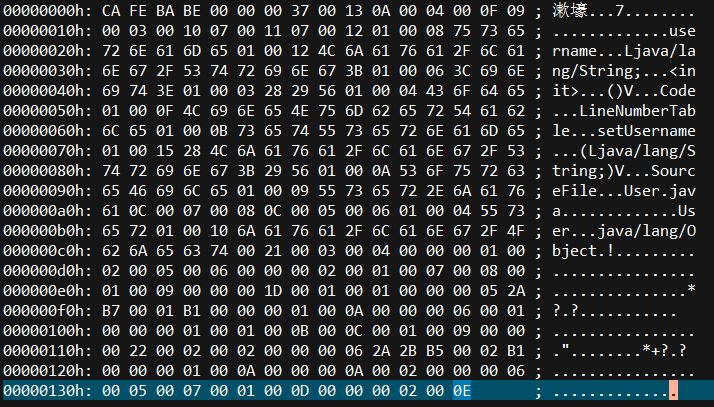 00000000h: CA FE BA BE 00 00 00 37 00 13 0A 00 04 00 0F 09 ; 漱壕...7........
00000010h: 00 03 00 10 07 00 11 07 00 12 01 00 08 75 73 65 ; .............use
00000020h: 72 6E 61 6D 65 01 00 12 4C 6A 61 76 61 2F 6C 61 ; rname...Ljava/la
00000030h: 6E 67 2F 53 74 72 69 6E 67 3B 01 00 06 3C 69 6E ; ng/String;...<in
00000040h: 69 74 3E 01 00 03 28 29 56 01 00 04 43 6F 64 65 ; it>...()V...Code
00000050h: 01 00 0F 4C 69 6E 65 4E 75 6D 62 65 72 54 61 62 ; ...LineNumberTab
00000060h: 6C 65 01 00 0B 73 65 74 55 73 65 72 6E 61 6D 65 ; le...setUsername
00000070h: 01 00 15 28 4C 6A 61 76 61 2F 6C 61 6E 67 2F 53 ; ...(Ljava/lang/S
00000080h: 74 72 69 6E 67 3B 29 56 01 00 0A 53 6F 75 72 63 ; tring;)V...Sourc
00000090h: 65 46 69 6C 65 01 00 09 55 73 65 72 2E 6A 61 76 ; eFile...User.jav
000000a0h: 61 0C 00 07 00 08 0C 00 05 00 06 01 00 04 55 73 ; a.............Us
000000b0h: 65 72 01 00 10 6A 61 76 61 2F 6C 61 6E 67 2F 4F ; er...java/lang/O
000000c0h: 62 6A 65 63 74 00 21 00 03 00 04 00 00 00 01 00 ; bject.!.........
000000d0h: 02 00 05 00 06 00 00 00 02 00 01 00 07 00 08 00 ; ................
000000e0h: 01 00 09 00 00 00 1D 00 01 00 01 00 00 00 05 2A ; ...............*
000000f0h: B7 00 01 B1 00 00 00 01 00 0A 00 00 00 06 00 01 ; ?.?.............
00000100h: 00 00 00 01 00 01 00 0B 00 0C 00 01 00 09 00 00 ; ................
00000110h: 00 22 00 02 00 02 00 00 00 06 2A 2B B5 00 02 B1 ; ."........*+?.?
00000120h: 00 00 00 01 00 0A 00 00 00 0A 00 02 00 00 00 06 ; ................
00000130h: 00 05 00 07 00 01 00 0D 00 00 00 02 00 0E ; ..............